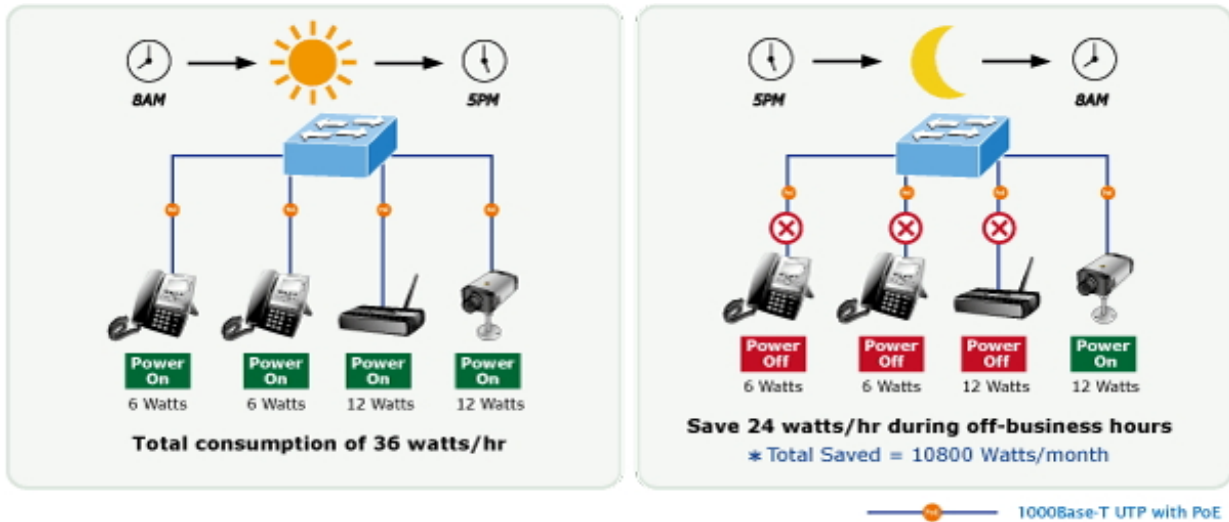 8AM
5PM
Power On
Power On
Power On
Power On
6 Watts
6 Watts
12 Watts
12 Watts
Total consumption of 36 watts/hr
5PM
8AM
Power Off
Power Off
Power Off
Power On
6 Watts
6 Watts
12 Watts
12 Watts
Save 24 watts/hr during off-business hours
* Total Saved = 10800 Watts/month
PoE 1000Base-T UTP with PoE